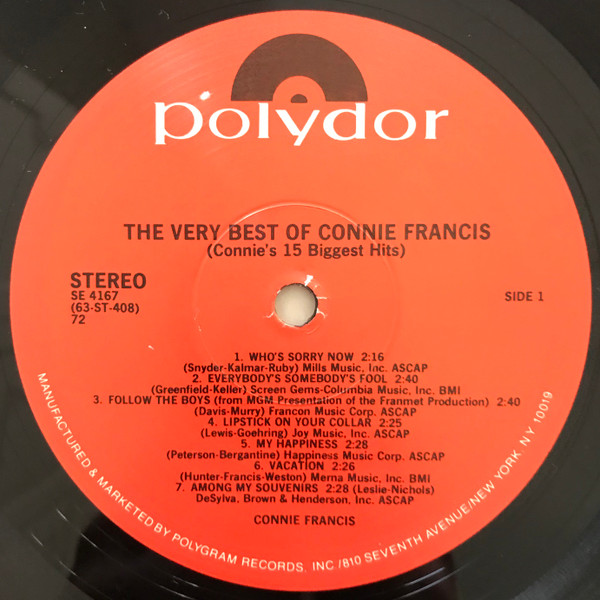 polydor
THE VERY BEST OF CONNIE FRANCIS
(Connie's 15 Biggest Hits)
STEREO
SE 4167
(63-ST-408)
72
SIDE 1
1. WHO'S SORRY NOW 2:16
(Snyder-Kalmar-Ruby) Mills Music, Inc. ASCAP
2. EVERYBODY'S SOMEBODY'S FOOL 2:40
(Greenfield-Keller) Screen Gems-Columbia Music, Inc. BMI
3. FOLLOW THE BOYS (from MGM Presentation of the Franmet Production) 2:40
(Davis-Murry) Francon Music Corp. ASCAP
4. LIPSTICK ON YOUR COLLAR 2:25
(Lewis-Goehring) Joy Music, Inc. ASCAP
5. MY HAPPINESS 2:28
(Peterson-Bergantine) Happiness Music Corp. ASCAP
6. VACATION 2:26
(Hunter-Francis-Weston) Merna Music, Inc. BMI
7. AMONG MY SOUVENIRS 2:28 (Leslie-Nichols)
DeSylva, Brown & Henderson, Inc. ASCAP
CONNIE FRANCIS
MANUFACTURED & MARKETED BY POLYGRAM RECORDS, INC /810 SEVENTH AVENUE/NEW YORK, NY 10019